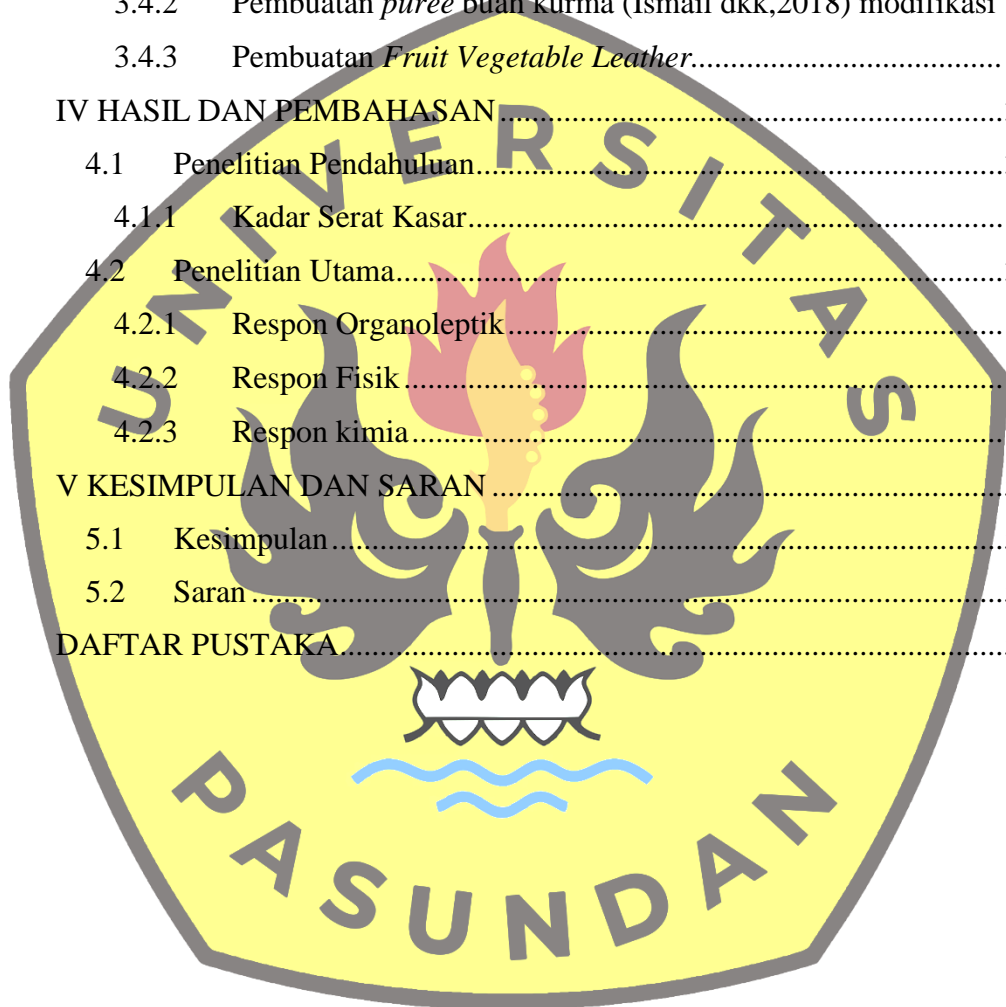 3.4.2 Pembuatan puree buah kurma (Ismail dkk,2018) modifikasi
3.4.3 Pembuatan Fruit Vegetable Leather..................................
IV HASIL DAN PEMBAHASAN........................................................
4.1 Penelitian Pendahuluan...........................................................
4.1.1 Kadar Serat Kasar...........................................................
4.2 Penelitian Utama....................................................................
4.2.1 Respon Organoleptik......................................................
4.2.2 Respon Fisik..................................................................
4.2.3 Respon kimia.................................................................
V KESIMPULAN DAN SARAN.........................................................
5.1 Kesimpulan...........................................................................
5.2 Saran....................................................................................
DAFTAR PUSTAKA..........................................................................
UNIVERSITAS
PASUNDAN